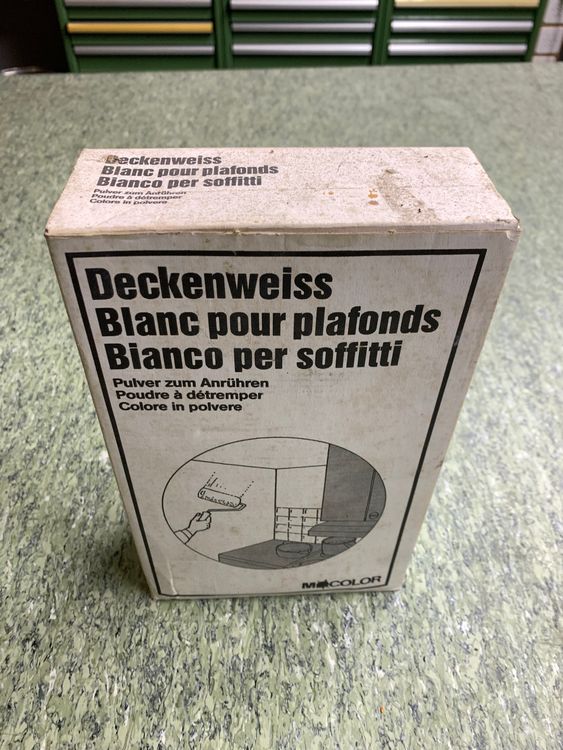 Deckenweiss
Blanc pour plafonds
Bianco per soffitti
Pulver zum Anrühren
Poudre à détremper
Colore in polvere
Deckenweiss
Blanc pour plafonds
Bianco per soffitti
Pulver zum Anrühren
Poudre à détremper
Colore in polvere